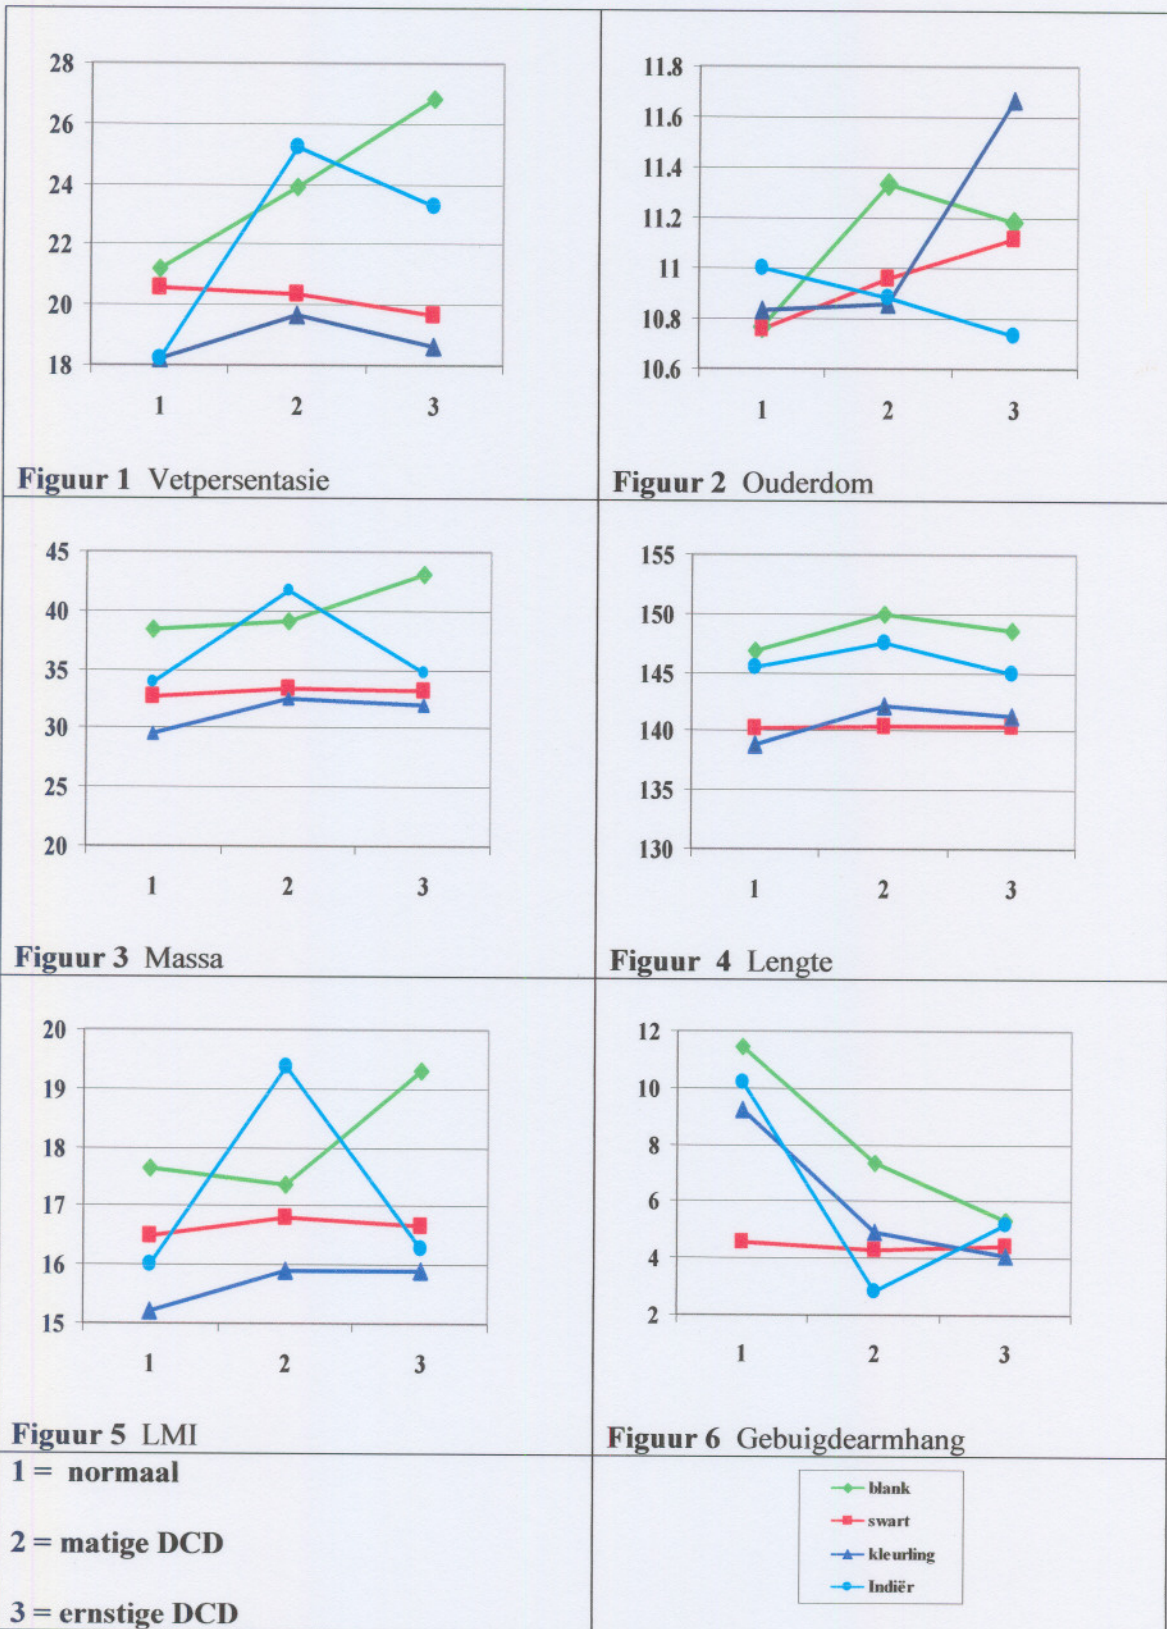 28
26
24
22
20
18
1 2 3
Figuur 1 Vetpersentasie
11.8
11.6
11.4
11.2
11
10.8
10.6
1 2 3
Figuur 2 Ouderdom
45
40
35
30
25
20
1 2 3
Figuur 3 Massa
155
150
145
140
135
130
1 2 3
Figuur 4 Lengte
20
19
18
17
16
15
1 2 3
Figuur 5 LMI
12
10
8
6
4
2
1 2 3
Figuur 6 Gebuigdearmhang
1 = normaal
2 = matige DCD
3 = ernstige DCD
blank
swart
kleurling
Indiër